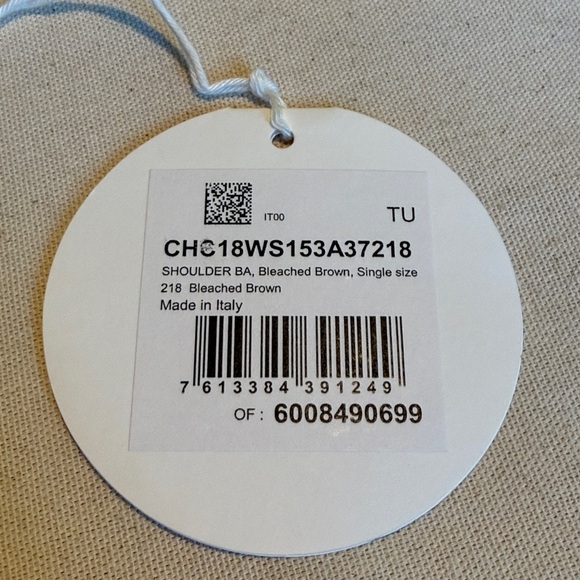 IT00
TU
CHC18WS153A37218
SHOULDER BA, Bleached Brown, Single size
218 Bleached Brown
Made in Italy
7 613384 391249
OF : 6008490699